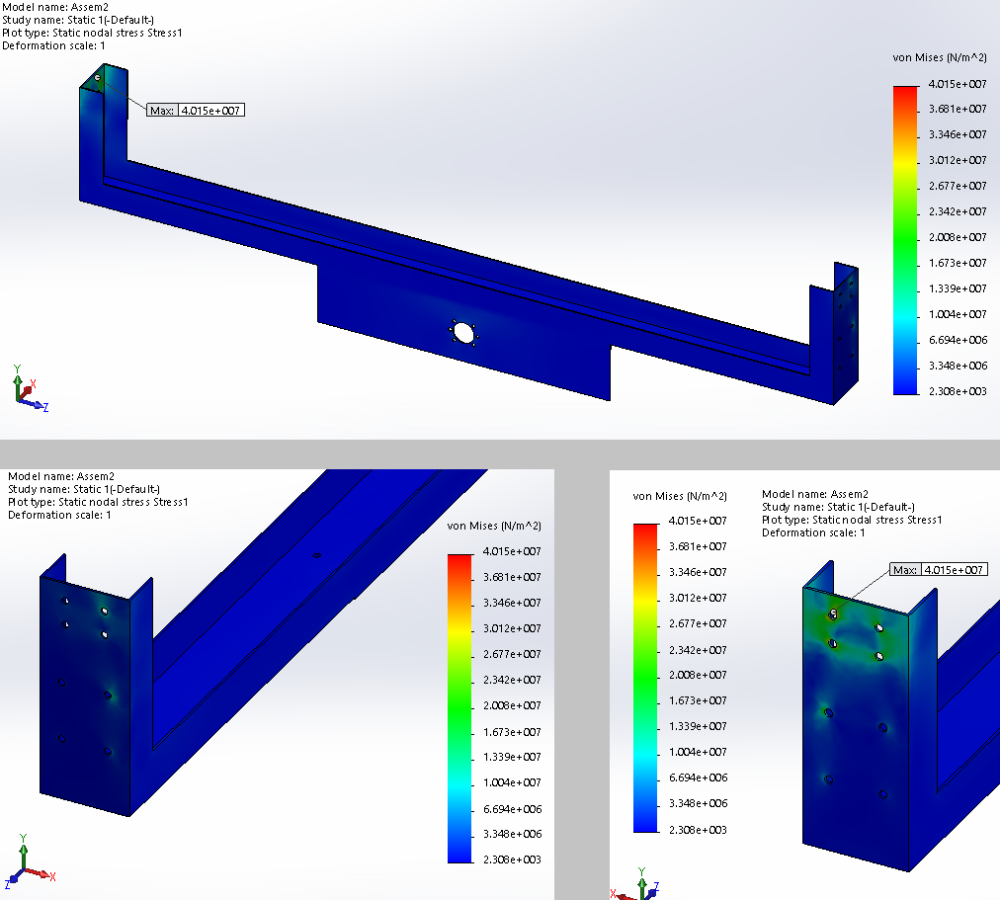 Model name: Assem2
Study name: Static 1(-Default-)
Plot type: Static nodal stress Stress1
Deformation scale: 1
von Mises (N/m^2)
4.015e+007
3.681e+007
3.346e+007
3.012e+007
2.677e+007
2.342e+007
2.008e+007
1.673e+007
1.339e+007
1.004e+007
6.694e+006
3.348e+006
2.308e+003
Max: 4.015e+007
Y
X
Z
Model name: Assem2
Study name: Static 1(-Default-)
Plot type: Static nodal stress Stress1
Deformation scale: 1
von Mises (N/m^2)
4.015e+007
3.681e+007
3.346e+007
3.012e+007
2.677e+007
2.342e+007
2.008e+007
1.673e+007
1.339e+007
1.004e+007
6.694e+006
3.348e+006
2.308e+003
Y
X
Z
von Mises (N/m^2)
4.015e+007
3.681e+007
3.346e+007
3.012e+007
2.677e+007
2.342e+007
2.008e+007
1.673e+007
1.339e+007
1.004e+007
6.694e+006
3.348e+006
2.308e+003
Model name: Assem2
Study name: Static 1(-Default-)
Plot type: Static nodal stress Stress1
Deformation scale: 1
Max: 4.015e+007
Y
Z
X